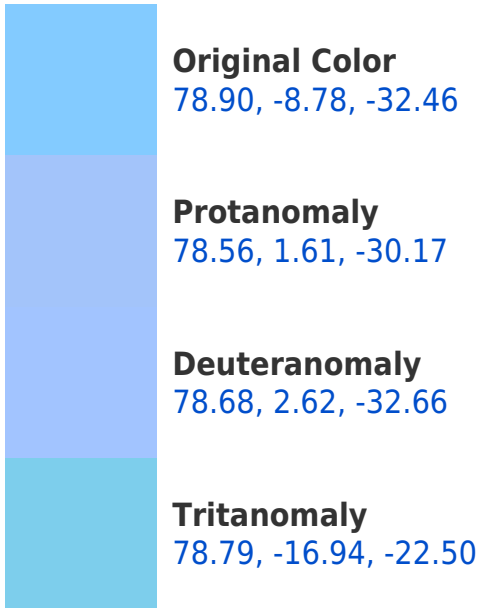 Original Color
78.90, -8.78, -32.46
Protanomaly
78.56, 1.61, -30.17
Deuteranomaly
78.68, 2.62, -32.66
Tritanomaly
78.79, -16.94, -22.50